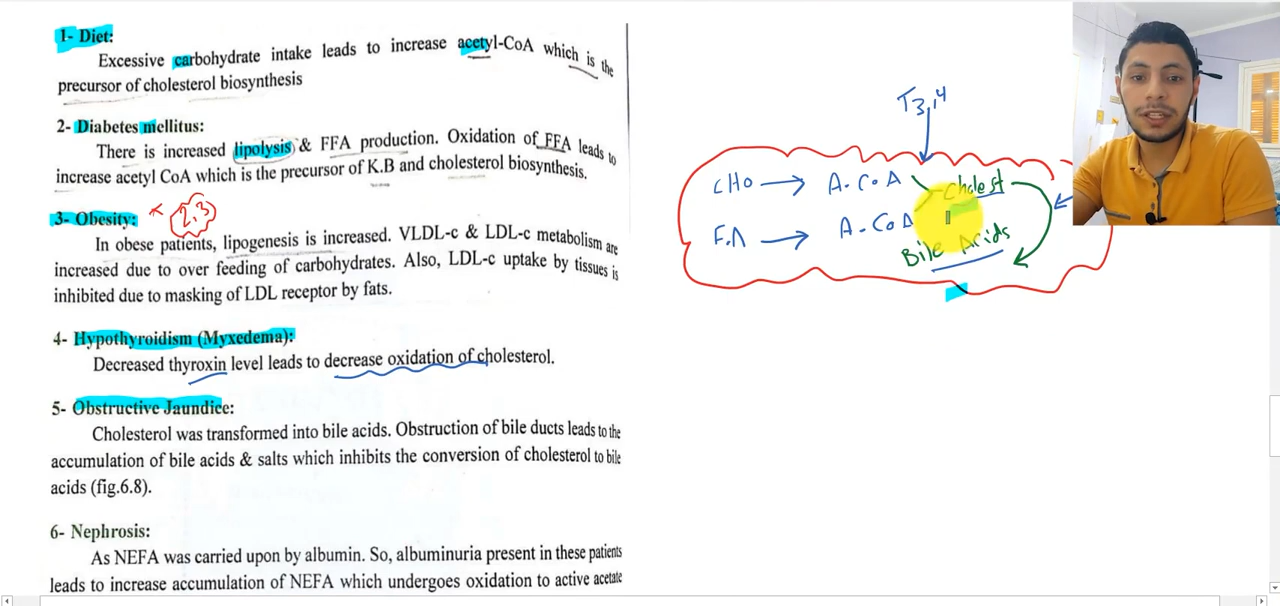 1- Diet:
Excessive carbohydrate intake leads to increase acetyl-CoA which is the
precursor of cholesterol biosynthesis
2- Diabetes mellitus:
There is increased lipolysis & FFA production. Oxidation of FFA leads to
increase acetyl CoA which is the precursor of K.B and cholesterol biosynthesis.
2,3
3- Obesity:
In obese patients, lipogenesis is increased. VLDL-c & LDL-c metabolism are
increased due to over feeding of carbohydrates. Also, LDL-c uptake by tissues is
inhibited due to masking of LDL receptor by fats.
4- Hypothyroidism (Myxedema):
Decreased thyroxin level leads to decrease oxidation of cholesterol.
5- Obstructive Jaundice:
Cholesterol was transformed into bile acids. Obstruction of bile ducts leads to the
accumulation of bile acids & salts which inhibits the conversion of cholesterol to bile
acids (fig.6.8).
6- Nephrosis:
As NEFA was carried upon by albumin. So, albuminuria present in these patients
leads to increase accumulation of NEFA which undergoes oxidation to active acetate
T3,4
CHO → A.CoA Cholest
F.A → A.CoA
Bile Acids